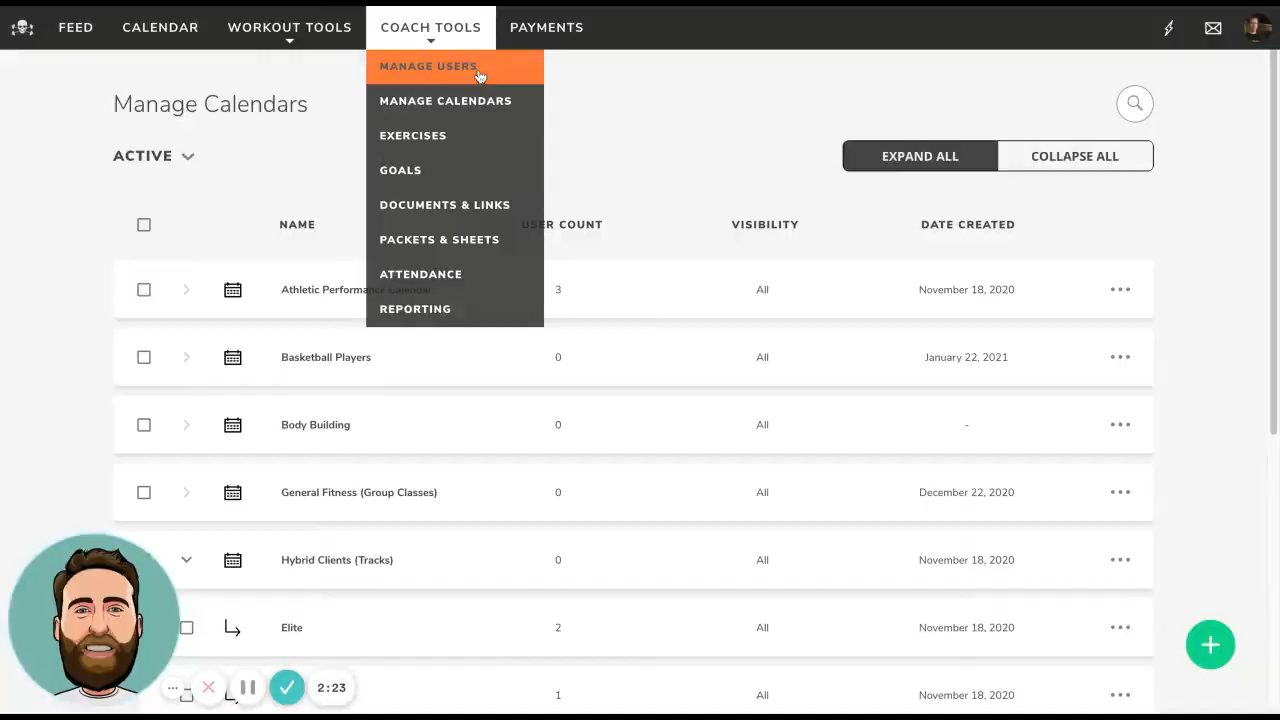 FEED CALENDAR WORKOUT TOOLS COACH TOOLS PAYMENTS
MANAGE USERS
MANAGE CALENDARS
EXERCISES
GOALS
DOCUMENTS & LINKS
PACKETS & SHEETS
ATTENDANCE
REPORTING
Manage Calendars
ACTIVE
EXPAND ALL COLLAPSE ALL
NAME USER COUNT VISIBILITY DATE CREATED
Athletic Performance Calendar 3 All November 18, 2020
Basketball Players 0 All January 22, 2021
Body Building 0 All -
General Fitness (Group Classes) 0 All December 22, 2020
Hybrid Clients (Tracks) 0 All November 18, 2020
Elite 2 All November 18, 2020
1 All November 18, 2020
2:23